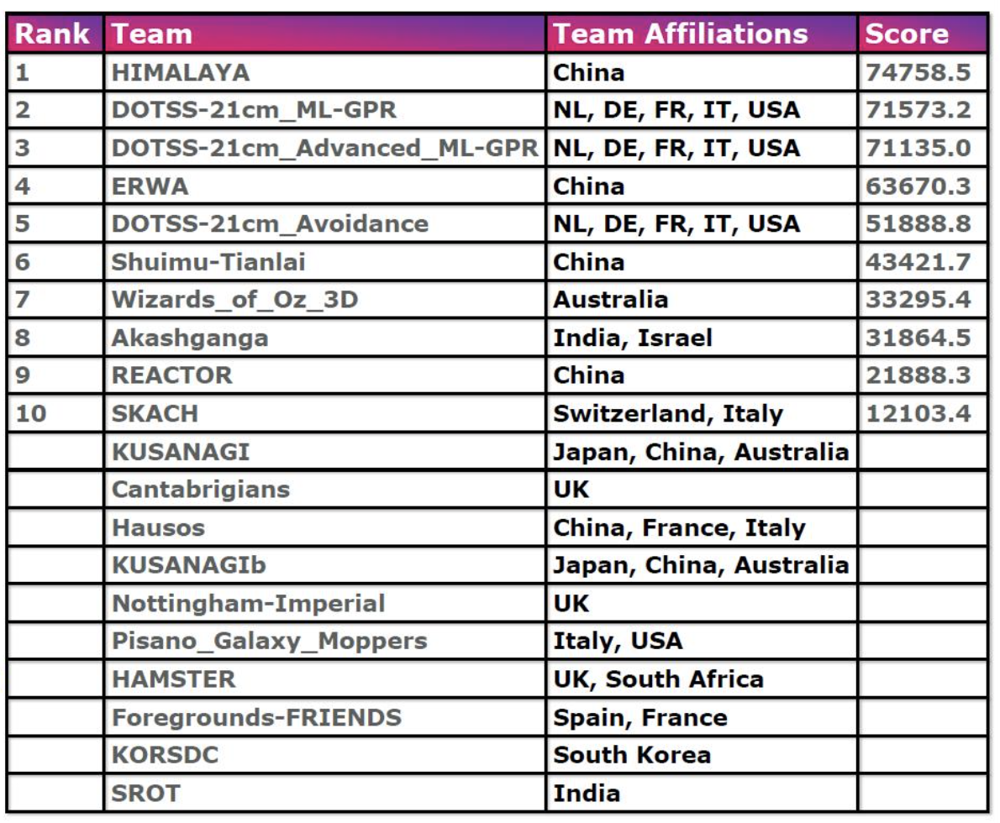 Rank Team Team Affiliations Score
1 HIMALAYA China 74758.5
2 DOTSS-21cm_ML-GPR NL, DE, FR, IT, USA 71573.2
3 DOTSS-21cm_Advanced_ML-GPR NL, DE, FR, IT, USA 71135.0
4 ERWA China 63670.3
5 DOTSS-21cm_Avoidance NL, DE, FR, IT, USA 51888.8
6 Shuimu-Tianlai China 43421.7
7 Wizards_of_Oz_3D Australia 33295.4
8 Akashganga India, Israel 31864.5
9 REACTOR China 21888.3
10 SKACH Switzerland, Italy 12103.4
KUSANAGI Japan, China, Australia
Cantabrigians UK
Hausos China, France, Italy
KUSANAGIb Japan, China, Australia
Nottingham-Imperial UK
Pisano_Galaxy_Moppers Italy, USA
HAMSTER UK, South Africa
Foregrounds-FRIENDS Spain, France
KORSDC South Korea
SROT India